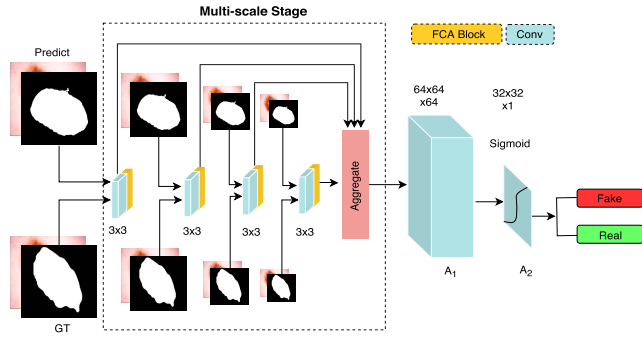 Multi-scale Stage
Predict
FCA Block
Conv
64x64
x64
32x32
x1
Sigmoid
Aggregate
3x3
3x3
3x3
3x3
Fake
Real
A1
A2
GT